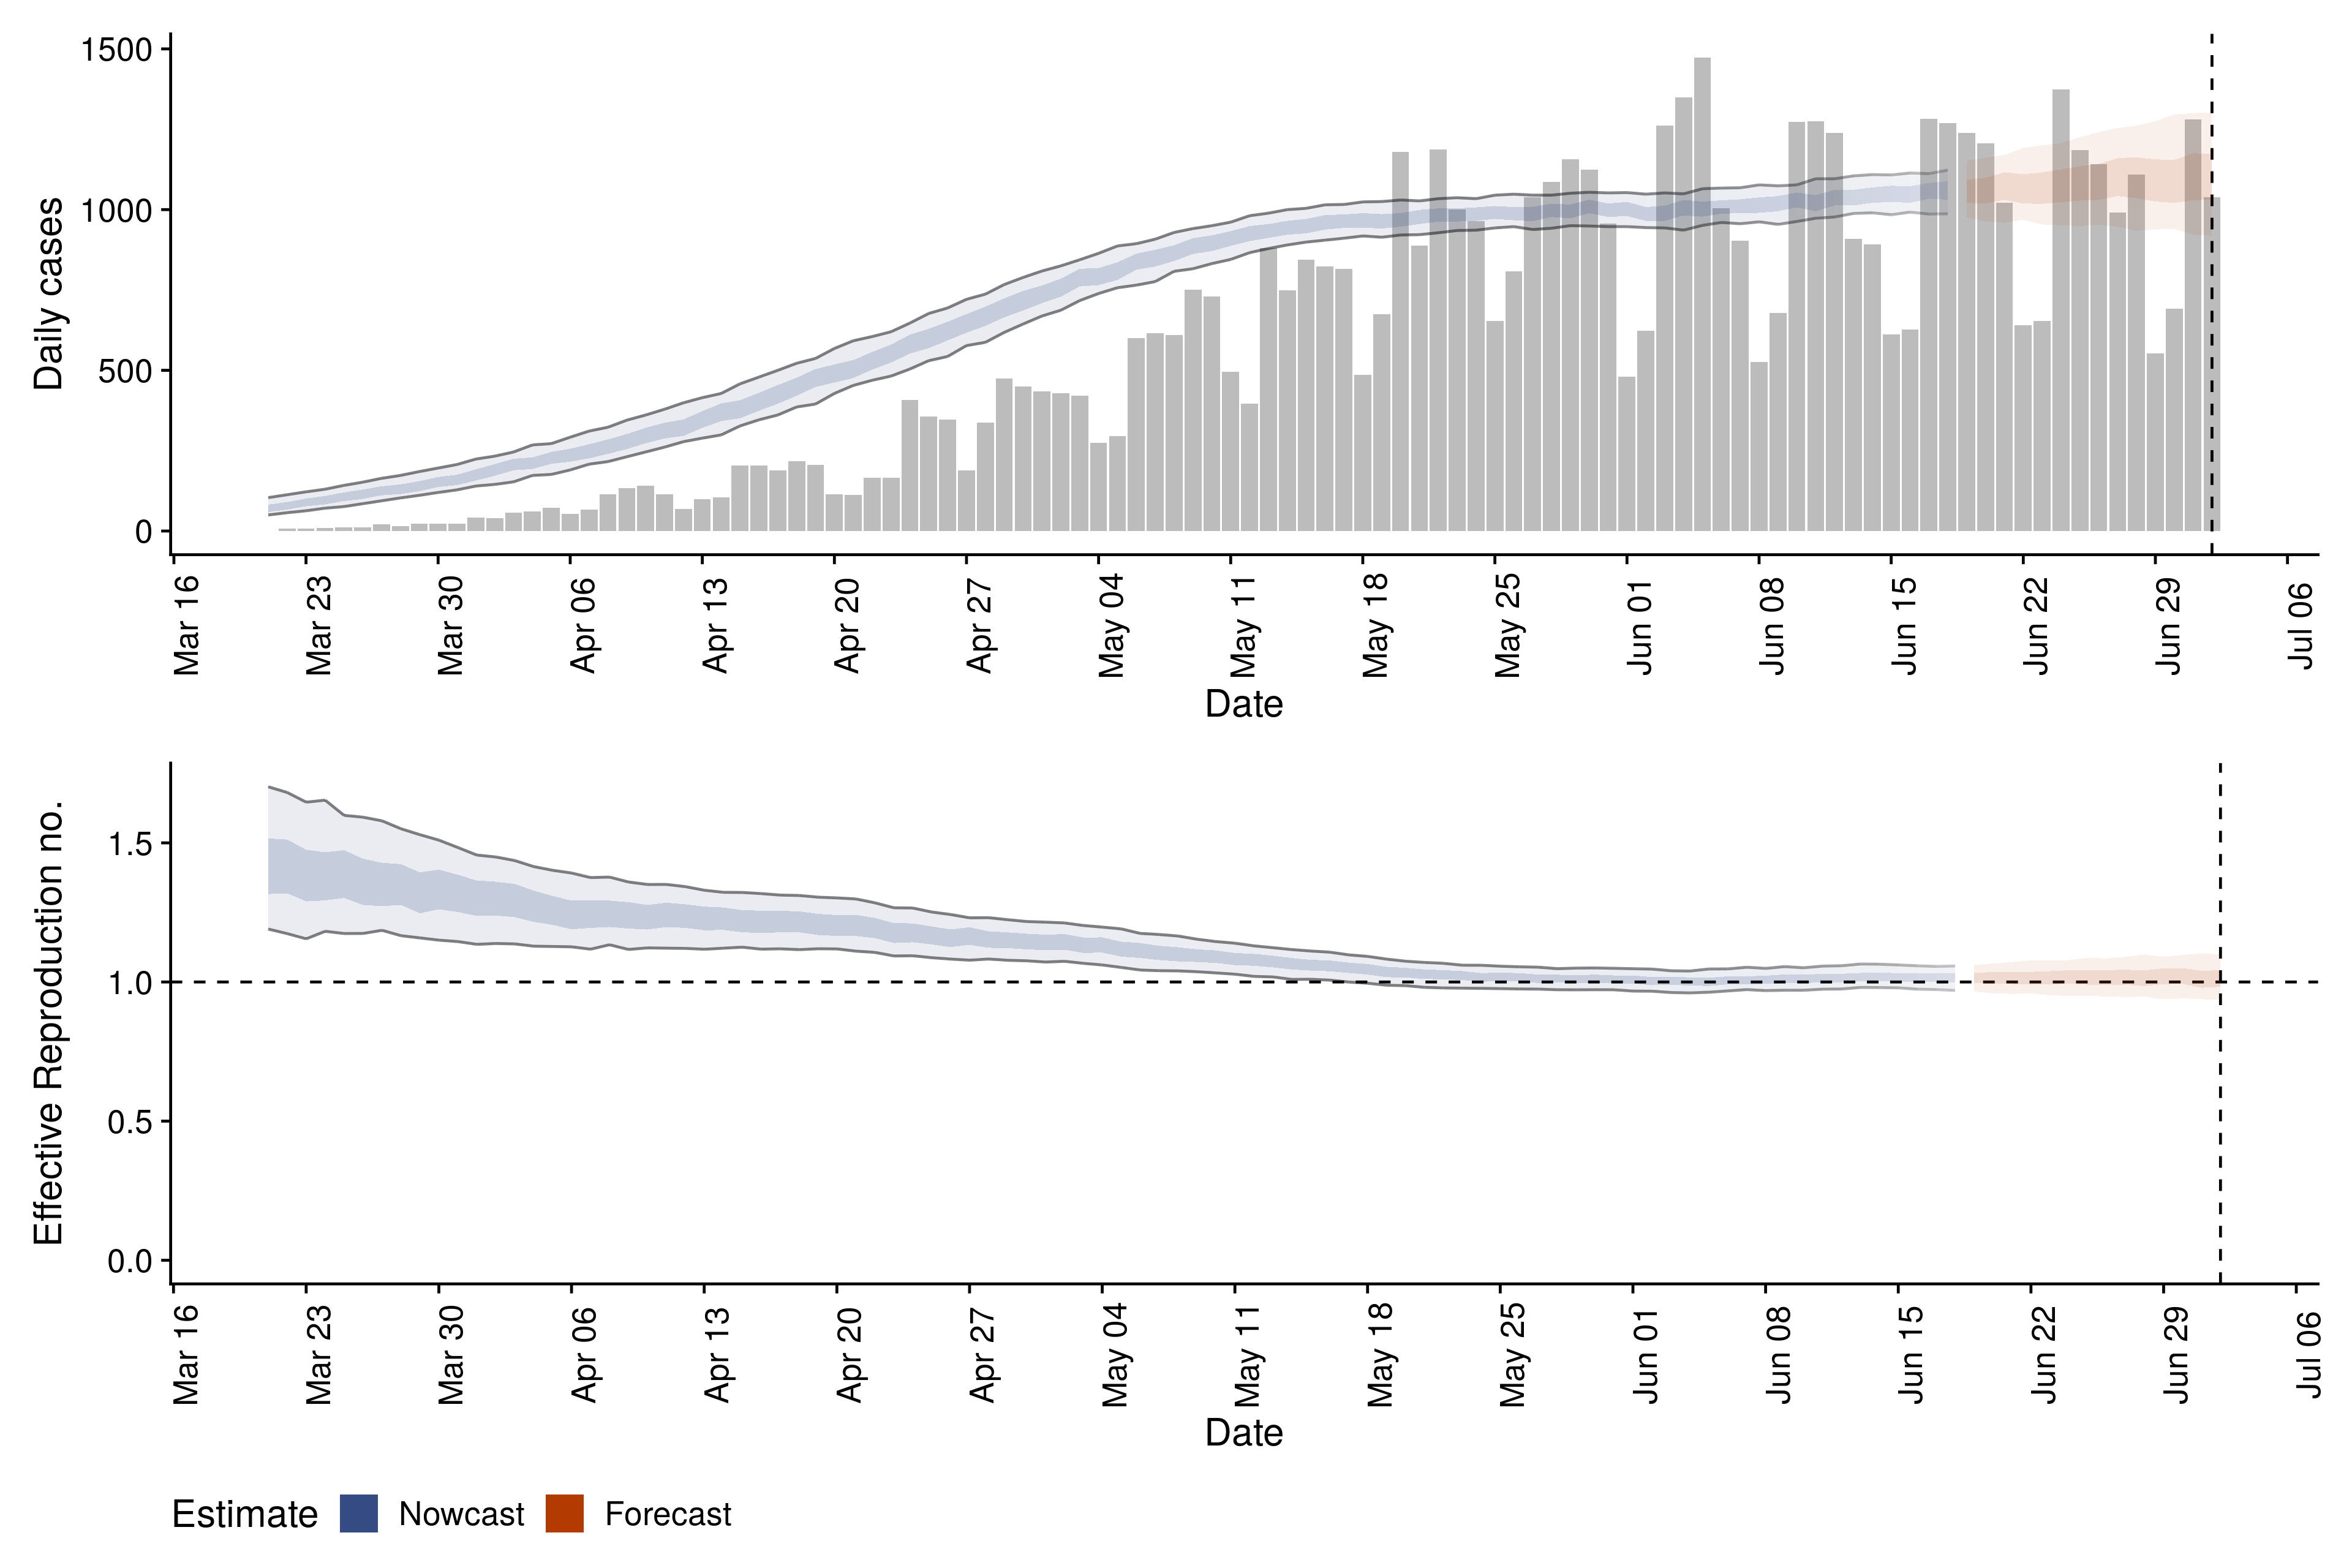 1500
1000
500
0
Daily cases
Mar 16
Mar 23
Mar 30
Apr 06
Apr 13
Apr 20
Apr 27
May 04
May 11
May 18
May 25
Jun 01
Jun 08
Jun 15
Jun 22
Jun 29
Jul 06
Date
1.5
1.0
0.5
0.0
Effective Reproduction no.
Mar 16
Mar 23
Mar 30
Apr 06
Apr 13
Apr 20
Apr 27
May 04
May 11
May 18
May 25
Jun 01
Jun 08
Jun 15
Jun 22
Jun 29
Jul 06
Date
Estimate Nowcast Forecast